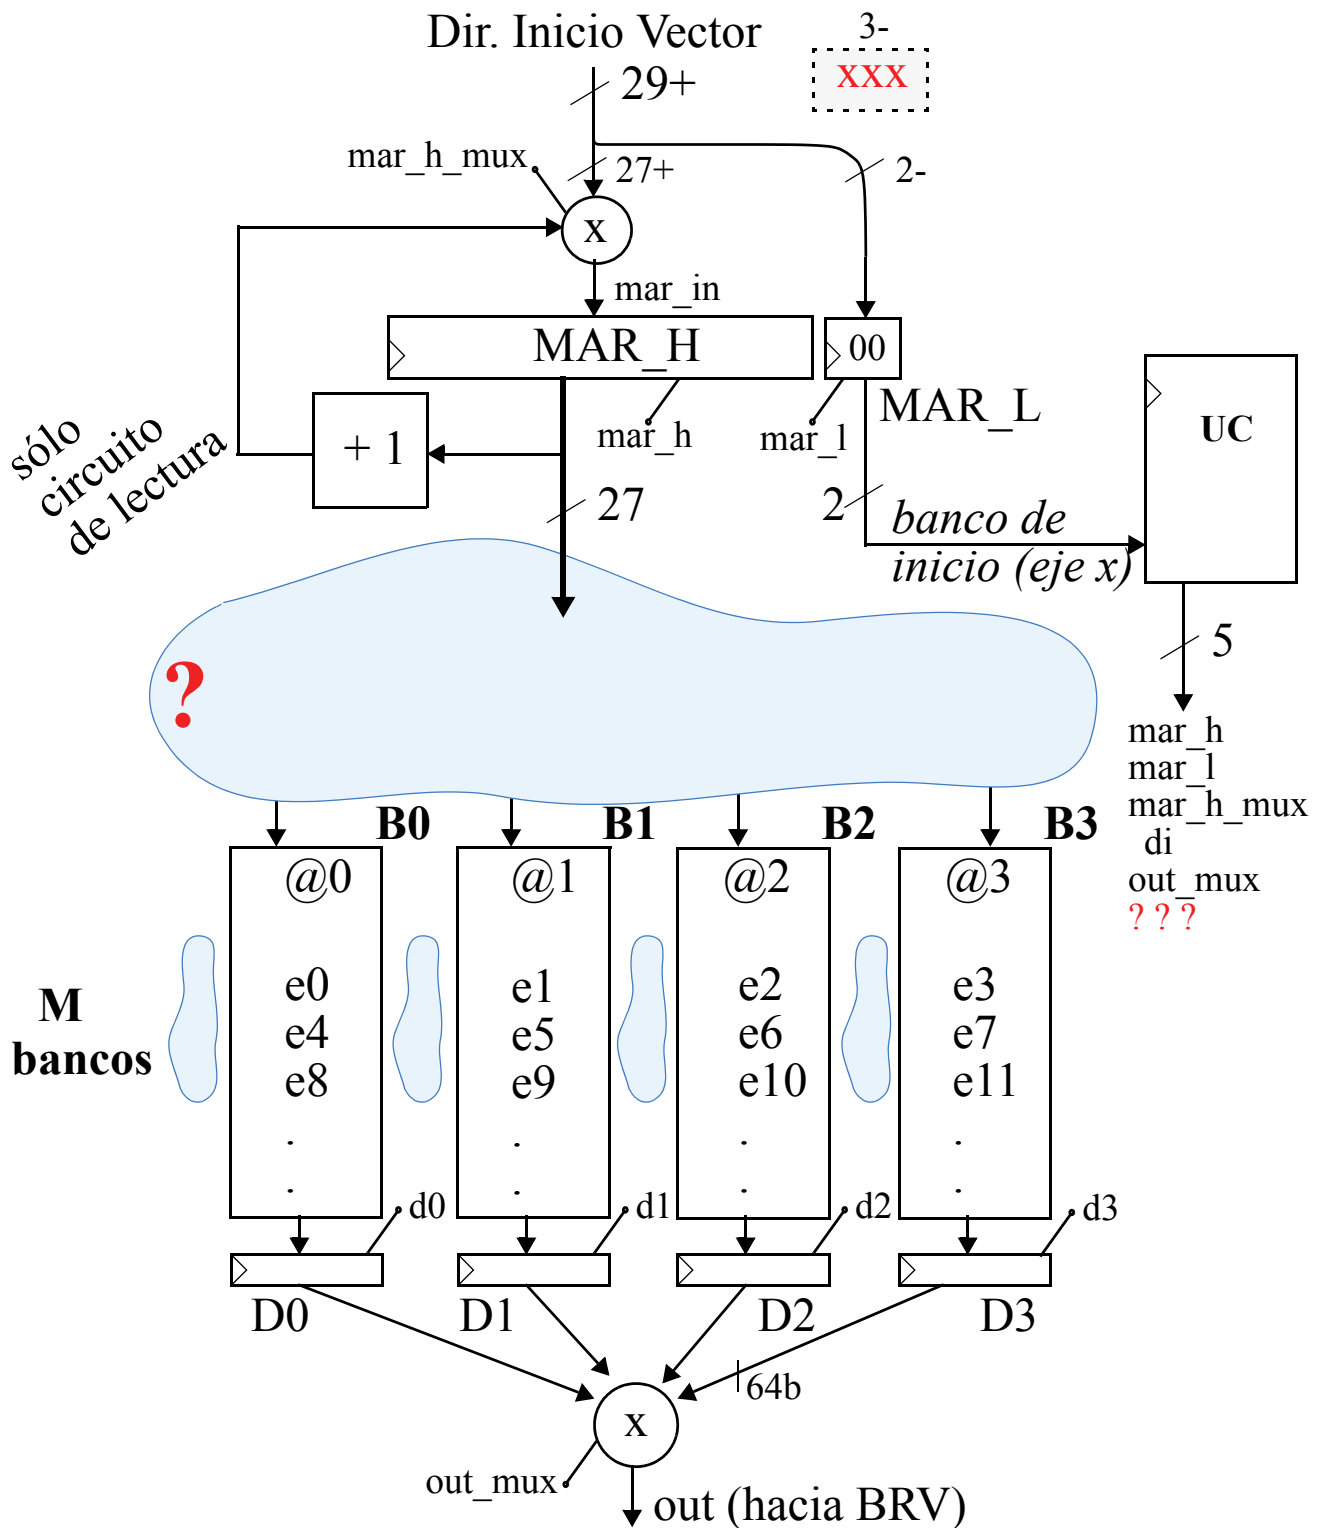 Dir. Inicio Vector
3-
xxx
29+
mar_h_mux
27+
2-
x
mar_in
MAR_H
00
MAR_L
UC
sólo
circuito
de lectura
+ 1
mar_h
mar_l
27
2
banco de
inicio (eje x)
5
?
mar_h
mar_l
mar_h_mux
di
out_mux
? ? ?
B0
B1
B2
B3
@0
@1
@2
@3
M
bancos
e0
e4
e8
.
.
e1
e5
e9
.
.
e2
e6
e10
.
.
e3
e7
e11
.
.
d0
d1
d2
d3
D0
D1
D2
D3
64b
x
out_mux
out (hacia BRV)